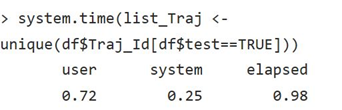 > system.time(list_Traj <-
unique(df$Traj_Id[df$test==TRUE]))
user system elapsed
0.72 0.25 0.98